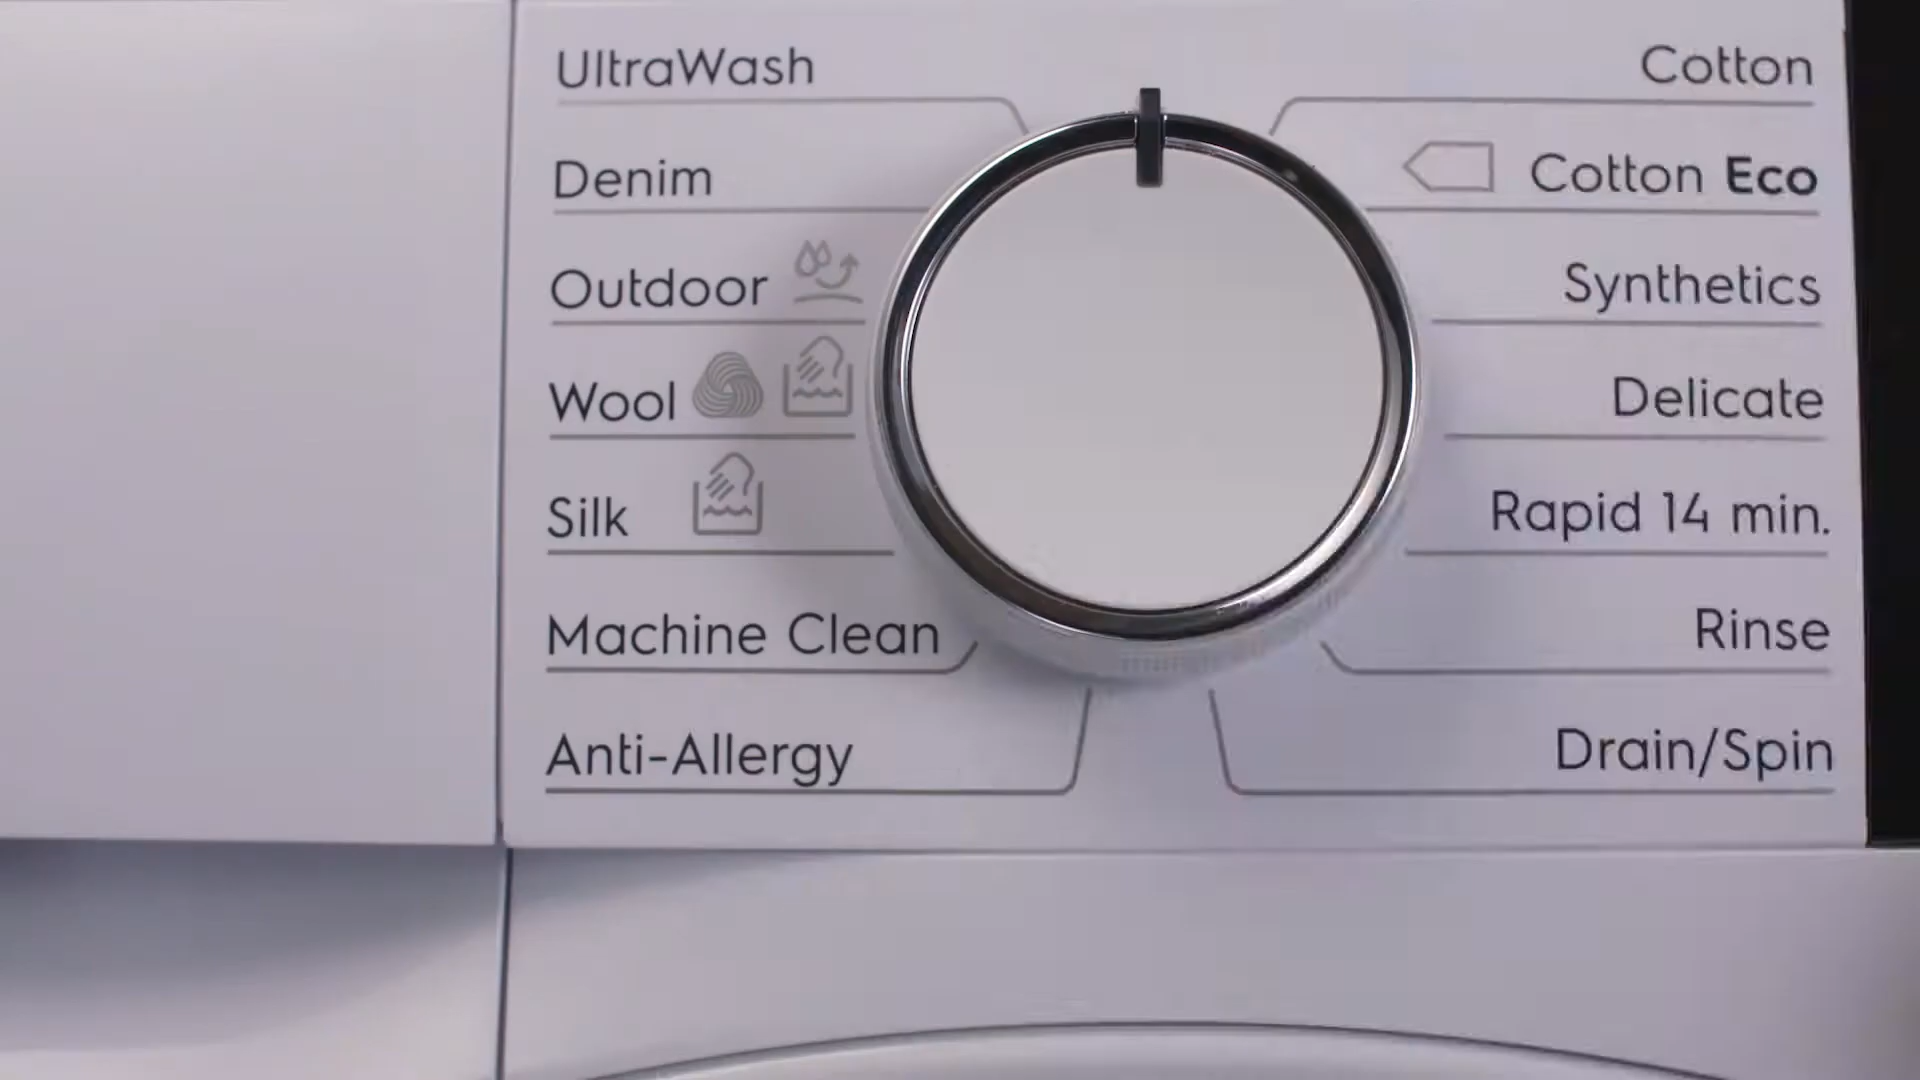 UltraWash
Denim
Outdoor
Wool
Silk
Machine Clean
Anti-Allergy
Cotton
Cotton Eco
Synthetics
Delicate
Rapid 14 min.
Rinse
Drain/Spin